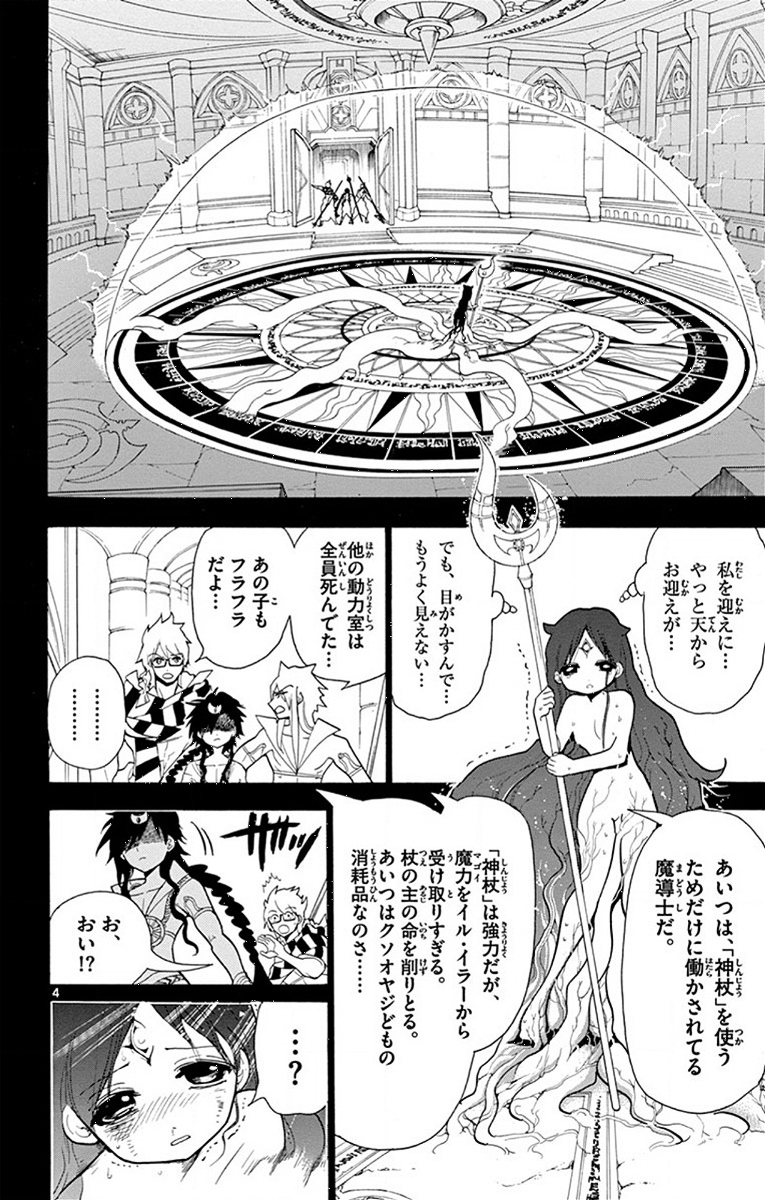 私を迎えに…
やっと天から
お迎えが…
でも、目がかすんで…
もうよく見えない…
他の動力室は
全員死んでた…
あの子も
フラフラ
だよ…
………
………
あいつは、「神杖」を使う
ためだけに働かされてる
魔導士だ。
「神杖」は強力だが、
魔力をイル・イラーから
受け取りすぎる。
杖の主の命を削りとる。
あいつはクソオヤジどもの
消耗品なのさ……
お、
おい!?
…?
4